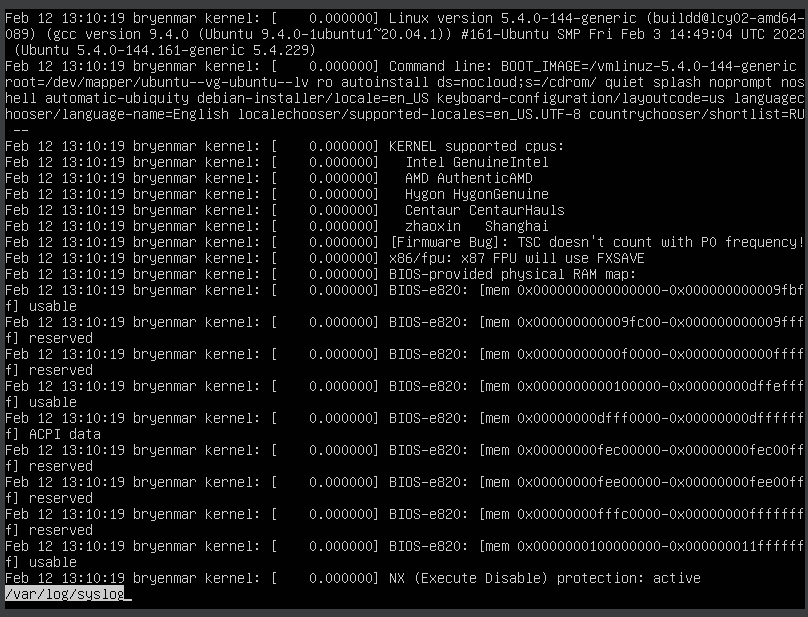 Feb 12 13:10:19 bryenmar kernel: [    0.000000] Linux version 5.4.0-144-generic (buildd@lcy02-amd64-
089) (gcc version 9.4.0 (Ubuntu 9.4.0-1ubuntu1~20.04.1)) #161-Ubuntu SMP Fri Feb 3 14:49:04 UTC 2023
 (Ubuntu 5.4.0-144.161-generic 5.4.229)
Feb 12 13:10:19 bryenmar kernel: [    0.000000] Command line: BOOT_IMAGE=/vmlinuz-5.4.0-144-generic
root=/dev/mapper/ubuntu--vg-ubuntu--lv ro autoinstall ds=nocloud;s=/cdrom/ quiet splash noprompt nos
hell automatic-ubiquity debian-installer/locale=en_US keyboard-configuration/layoutcode=us languagec
hooser/language-name=English localechooser/supported-locales=en_US.UTF-8 countrychooser/shortlist=RU
 --
Feb 12 13:10:19 bryenmar kernel: [    0.000000] KERNEL supported cpus:
Feb 12 13:10:19 bryenmar kernel: [    0.000000]   Intel GenuineIntel
Feb 12 13:10:19 bryenmar kernel: [    0.000000]   AMD AuthenticAMD
Feb 12 13:10:19 bryenmar kernel: [    0.000000]   Hygon HygonGenuine
Feb 12 13:10:19 bryenmar kernel: [    0.000000]   Centaur CentaurHauls
Feb 12 13:10:19 bryenmar kernel: [    0.000000]   zhaoxin   Shanghai
Feb 12 13:10:19 bryenmar kernel: [    0.000000] [Firmware Bug]: TSC doesn't count with P0 frequency!
Feb 12 13:10:19 bryenmar kernel: [    0.000000] x86/fpu: x87 FPU will use FXSAVE
Feb 12 13:10:19 bryenmar kernel: [    0.000000] BIOS-provided physical RAM map:
Feb 12 13:10:19 bryenmar kernel: [    0.000000] BIOS-e820: [mem 0x0000000000000000-0x000000000009fbf
f] usable
Feb 12 13:10:19 bryenmar kernel: [    0.000000] BIOS-e820: [mem 0x000000000009fc00-0x000000000009fff
f] reserved
Feb 12 13:10:19 bryenmar kernel: [    0.000000] BIOS-e820: [mem 0x00000000000f0000-0x00000000000ffff
f] reserved
Feb 12 13:10:19 bryenmar kernel: [    0.000000] BIOS-e820: [mem 0x0000000000100000-0x00000000dffefff
f] usable
Feb 12 13:10:19 bryenmar kernel: [    0.000000] BIOS-e820: [mem 0x00000000dfff0000-0x00000000dffffff
f] ACPI data
Feb 12 13:10:19 bryenmar kernel: [    0.000000] BIOS-e820: [mem 0x00000000fec00000-0x00000000fec00ff
f] reserved
Feb 12 13:10:19 bryenmar kernel: [    0.000000] BIOS-e820: [mem 0x00000000fee00000-0x00000000fee00ff
f] reserved
Feb 12 13:10:19 bryenmar kernel: [    0.000000] BIOS-e820: [mem 0x00000000fffc0000-0x00000000fffffff
f] reserved
Feb 12 13:10:19 bryenmar kernel: [    0.000000] BIOS-e820: [mem 0x0000000100000000-0x000000011ffffff
f] usable
Feb 12 13:10:19 bryenmar kernel: [    0.000000] NX (Execute Disable) protection: active
/var/log/syslog